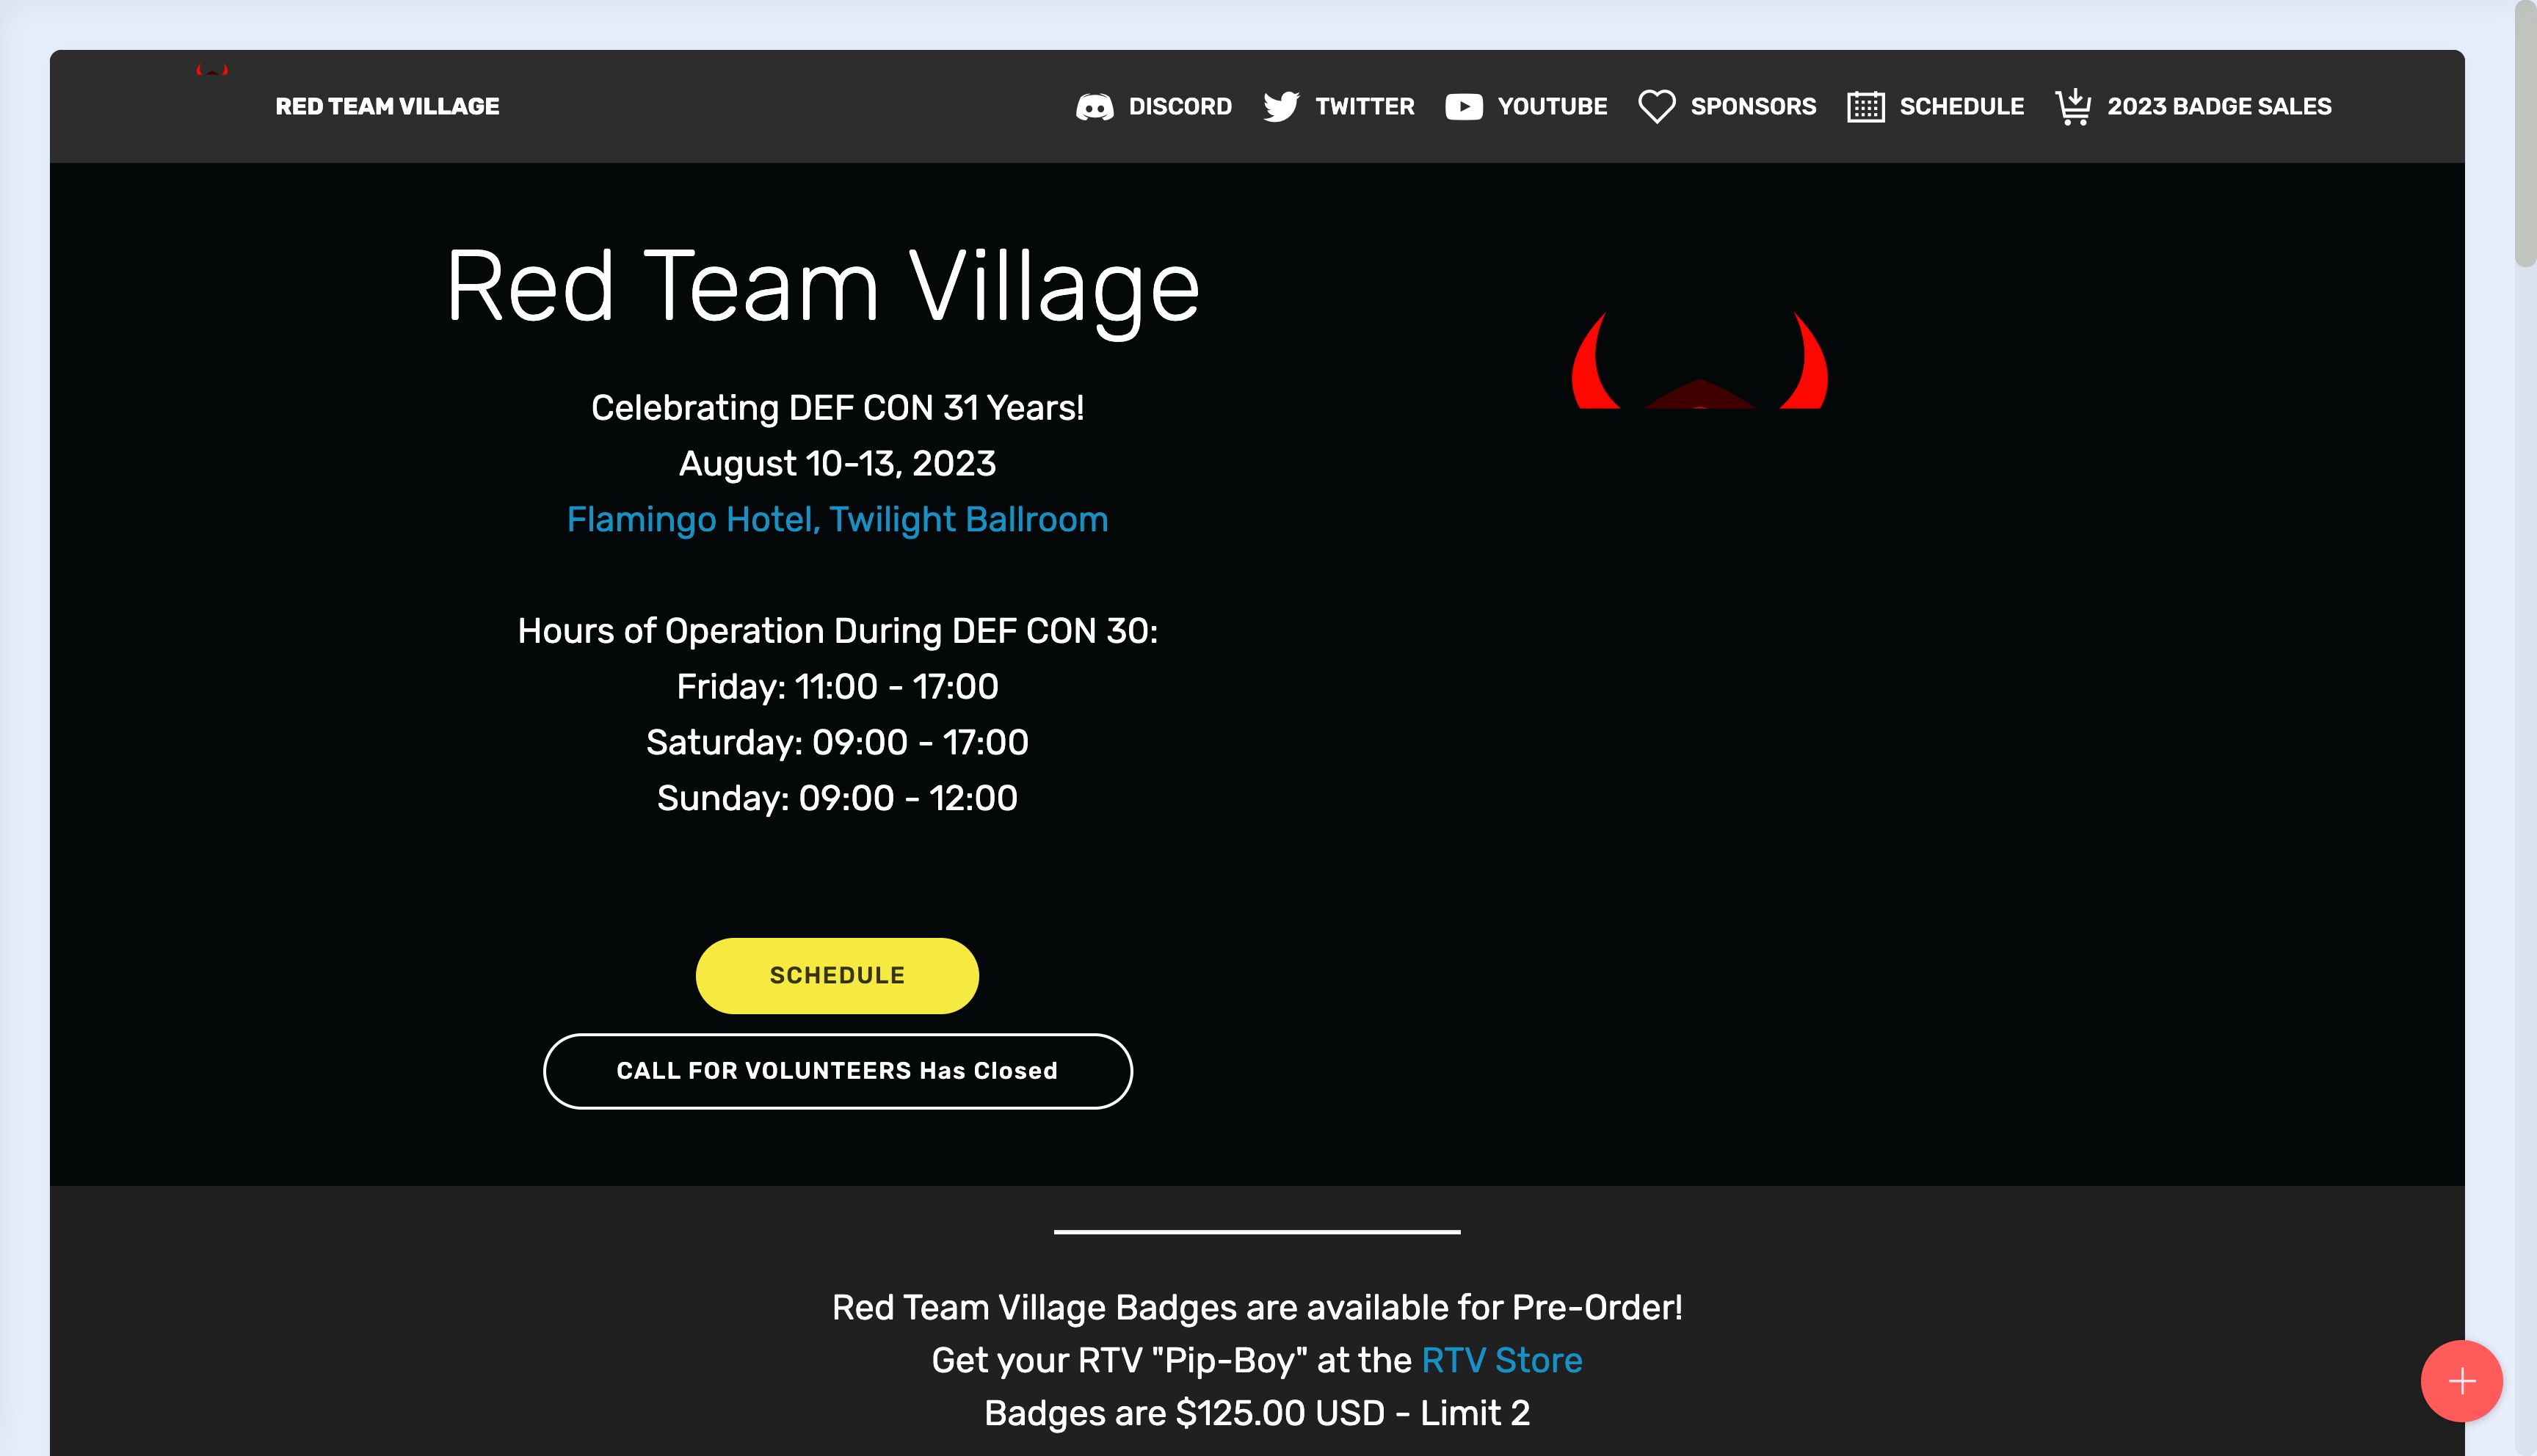 RED TEAM VILLAGE
DISCORD
TWITTER
YOUTUBE
SPONSORS
SCHEDULE
2023 BADGE SALES
Red Team Village
Celebrating DEF CON 31 Years!
August 10-13, 2023
Flamingo Hotel, Twilight Ballroom
Hours of Operation During DEF CON 30:
Friday: 11:00 - 17:00
Saturday: 09:00 - 17:00
Sunday: 09:00 - 12:00
SCHEDULE
CALL FOR VOLUNTEERS Has Closed
Red Team Village Badges are available for Pre-Order!
Get your RTV "Pip-Boy" at the RTV Store
Badges are $125.00 USD - Limit 2